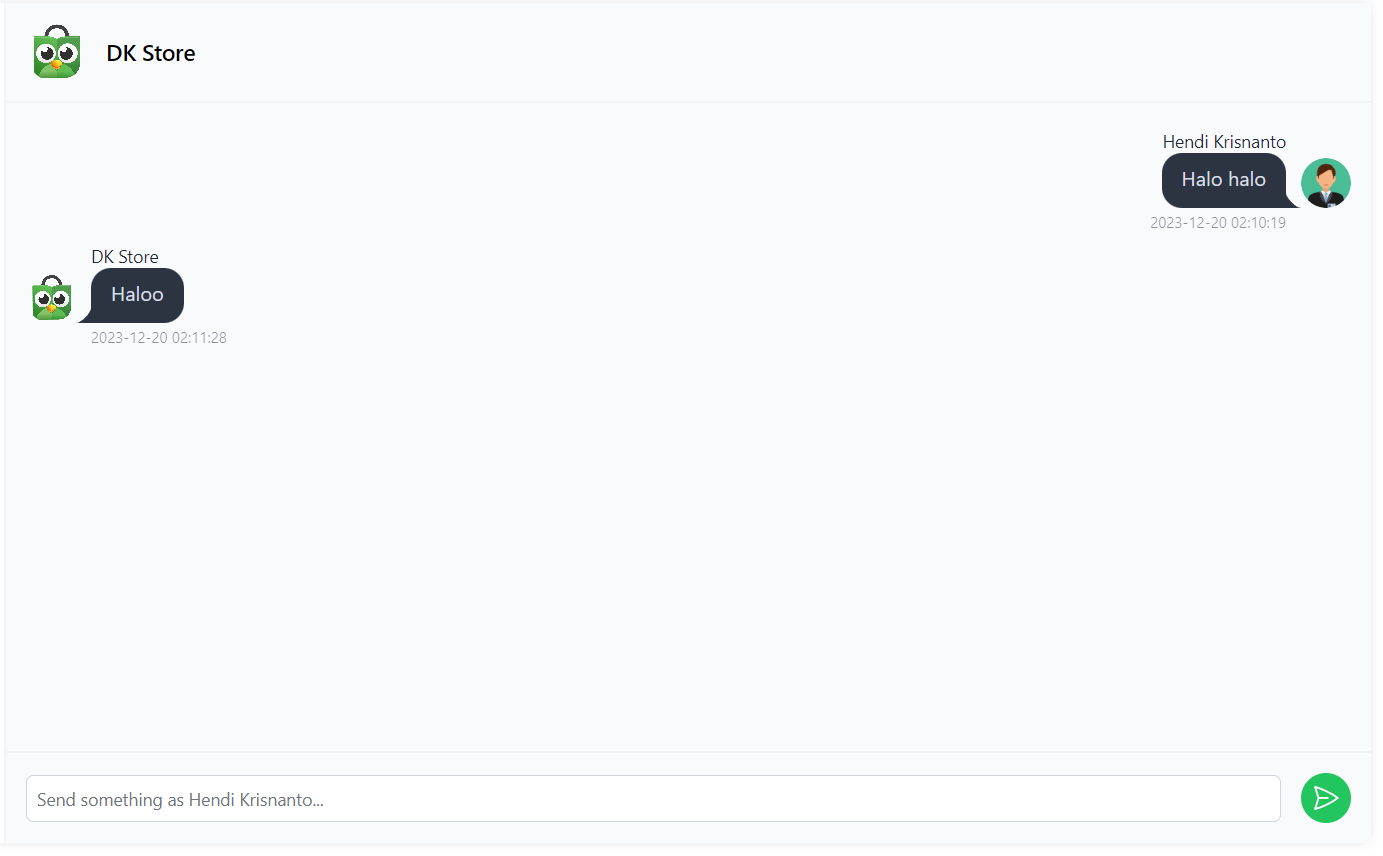 DK Store
Hendi Krisnanto
Halo halo
2023-12-20 02:10:19
DK Store
Haloo
2023-12-20 02:11:28
Send something as Hendi Krisnanto...